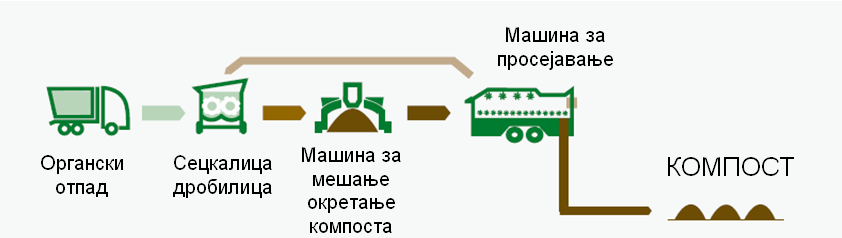 Машина за
просејавање
Органски
отпад
Сецкалица
дробилица
Машина за
мешање
окретање
компоста
КОМПОСТ